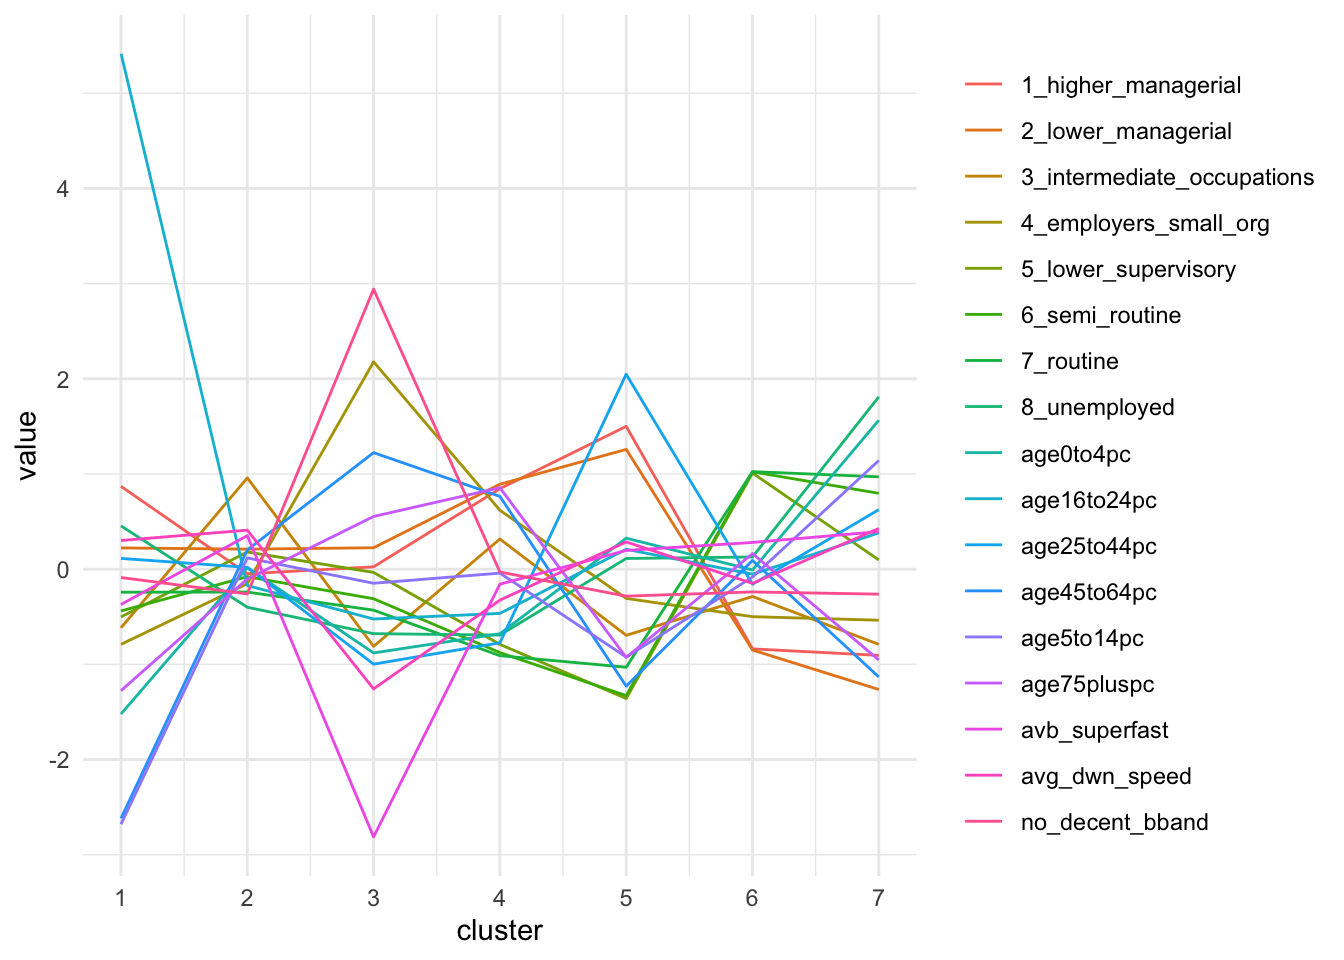 4
2
0
-2
value
1 2 3 4 5 6 7
cluster
1_higher_managerial
2_lower_managerial
3_intermediate_occupations
4_employers_small_org
5_lower_supervisory
6_semi_routine
7_routine
8_unemployed
age0to4pc
age16to24pc
age25to44pc
age45to64pc
age5to14pc
age75pluspc
avb_superfast
avg_dwn_speed
no_decent_bband